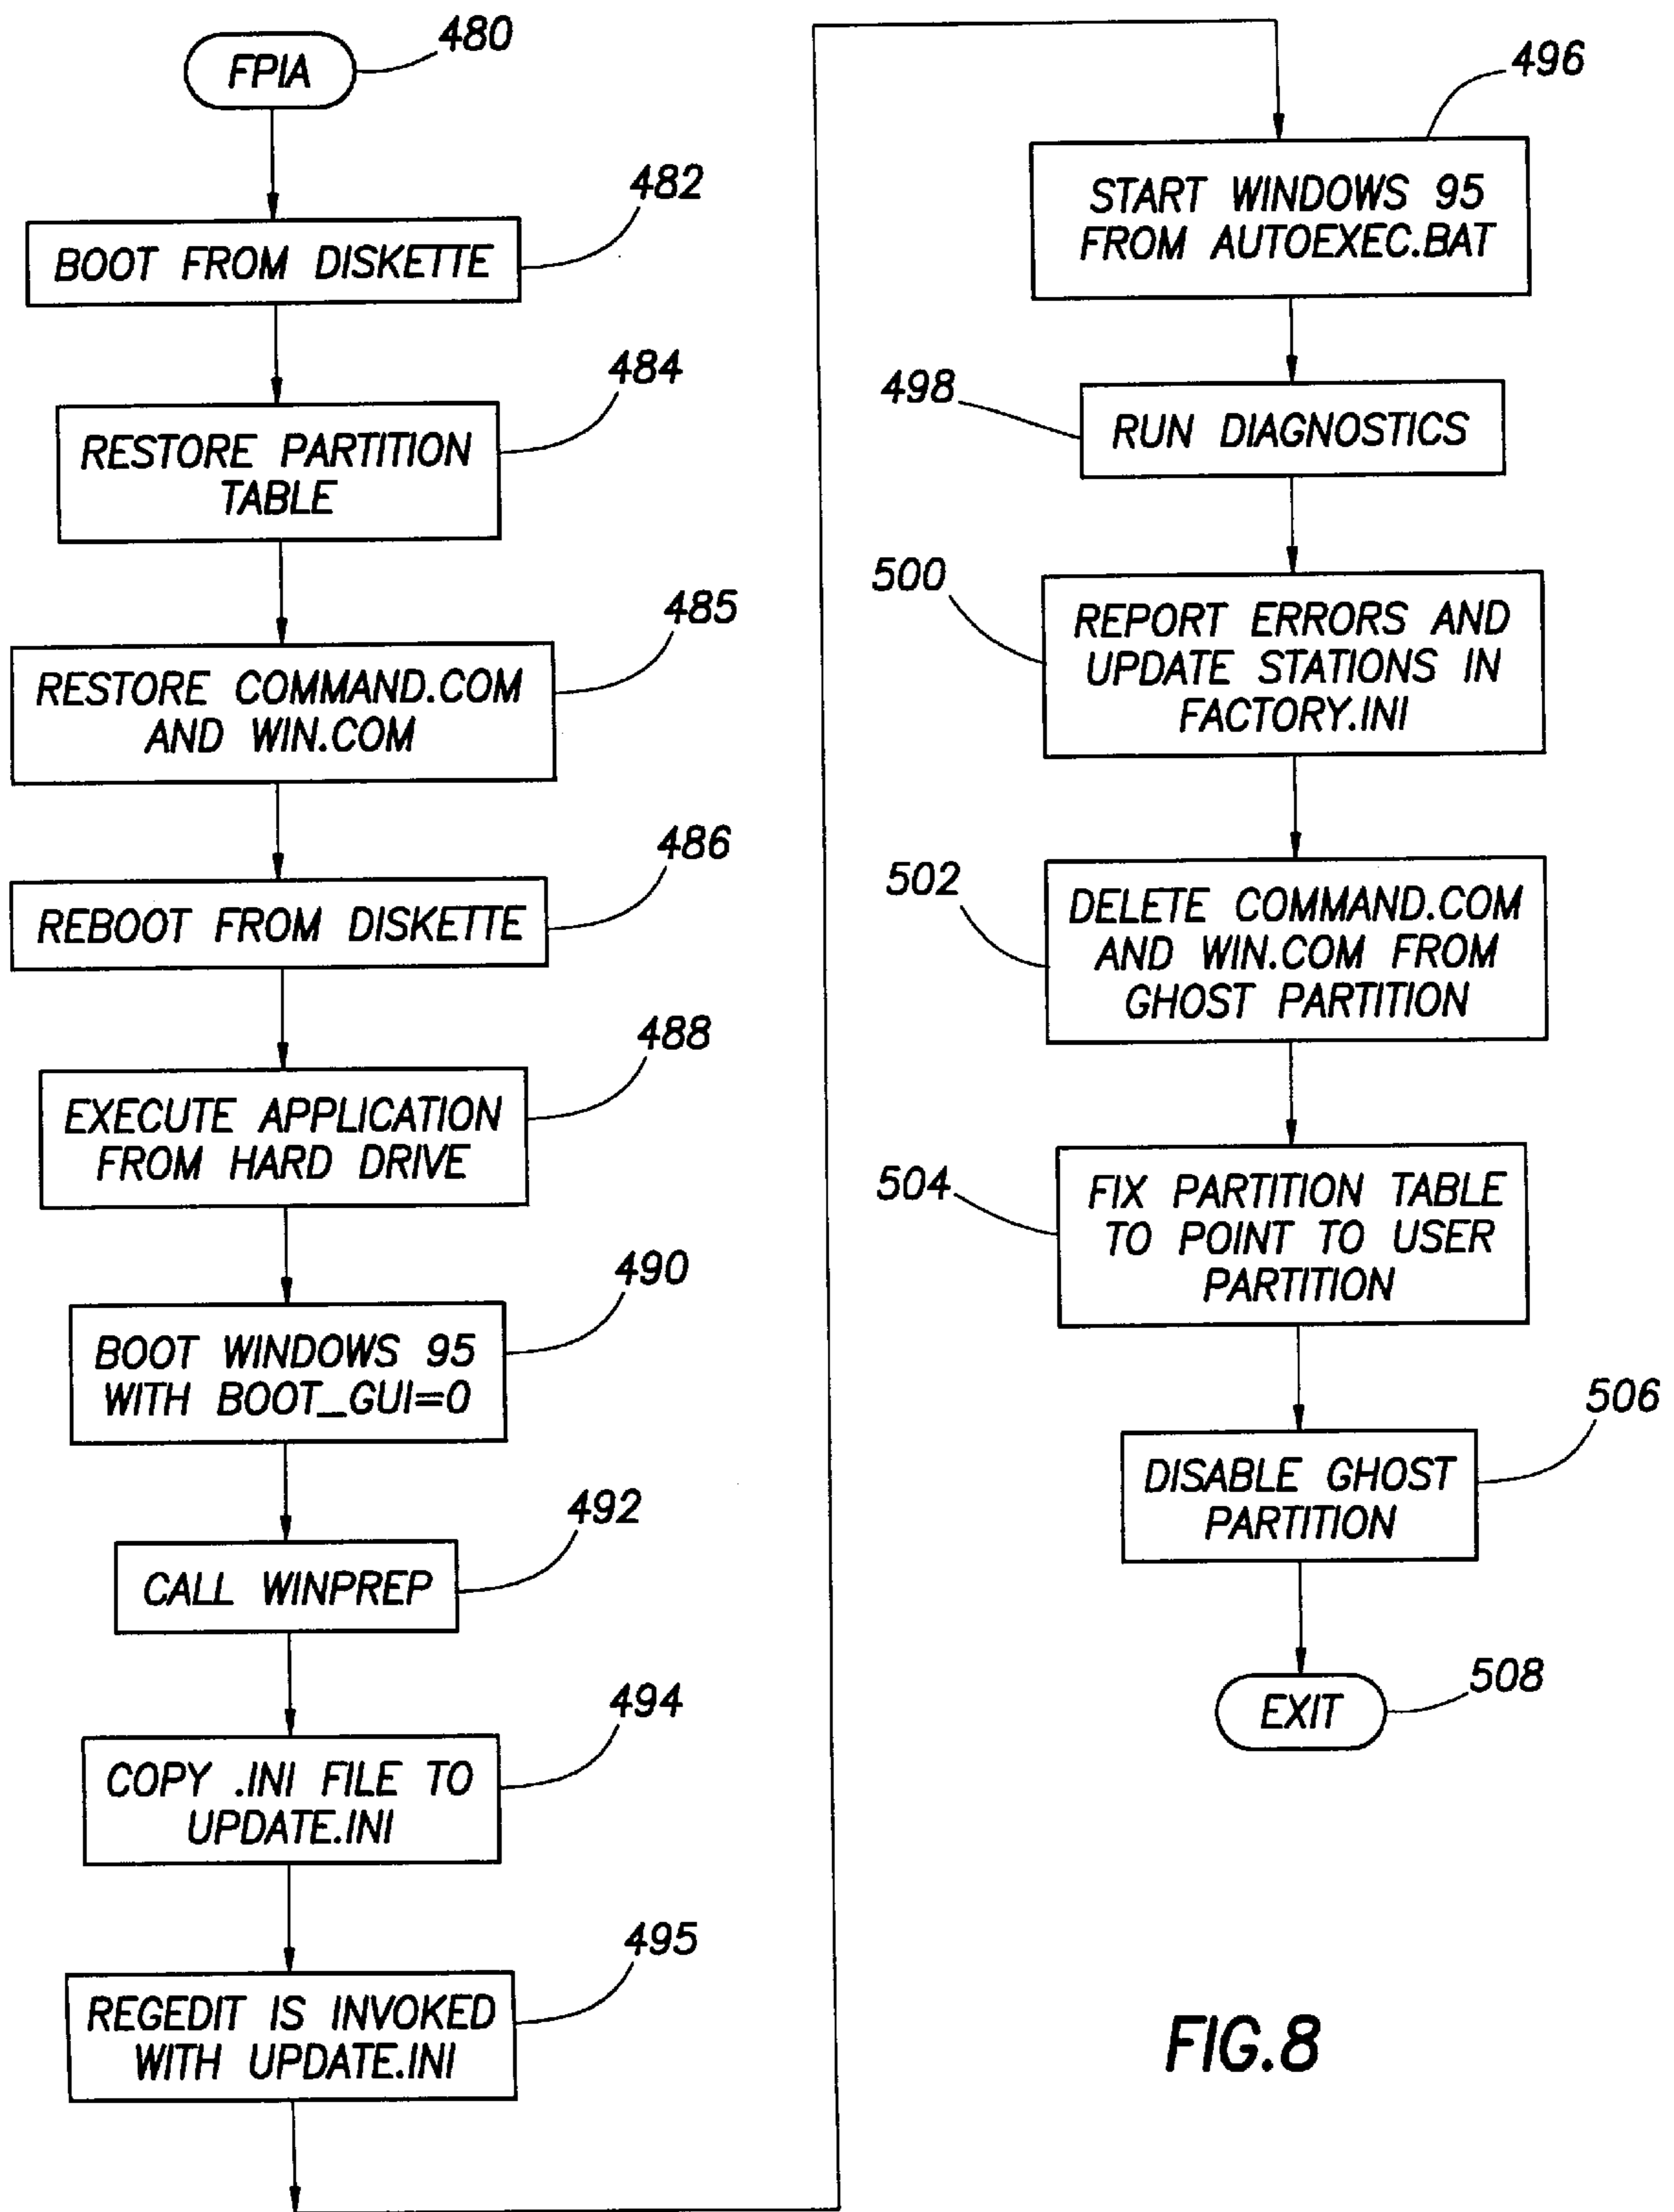 FPIA
480
BOOT FROM DISKETTE
482
RESTORE PARTITION
TABLE
484
RESTORE COMMAND.COM
AND WIN.COM
485
REBOOT FROM DISKETTE
486
EXECUTE APPLICATION
FROM HARD DRIVE
488
BOOT WINDOWS 95
WITH BOOT_GUI=0
490
CALL WINPREP
492
COPY .INI FILE TO
UPDATE.INI
494
REGEDIT IS INVOKED
WITH UPDATE.INI
495
START WINDOWS 95
FROM AUTOEXEC.BAT
496
RUN DIAGNOSTICS
498
REPORT ERRORS AND
UPDATE STATIONS IN
FACTORY.INI
500
DELETE COMMAND.COM
AND WIN.COM FROM
GHOST PARTITION
502
FIX PARTITION TABLE
TO POINT TO USER
PARTITION
504
DISABLE GHOST
PARTITION
506
EXIT
508
FIG.8